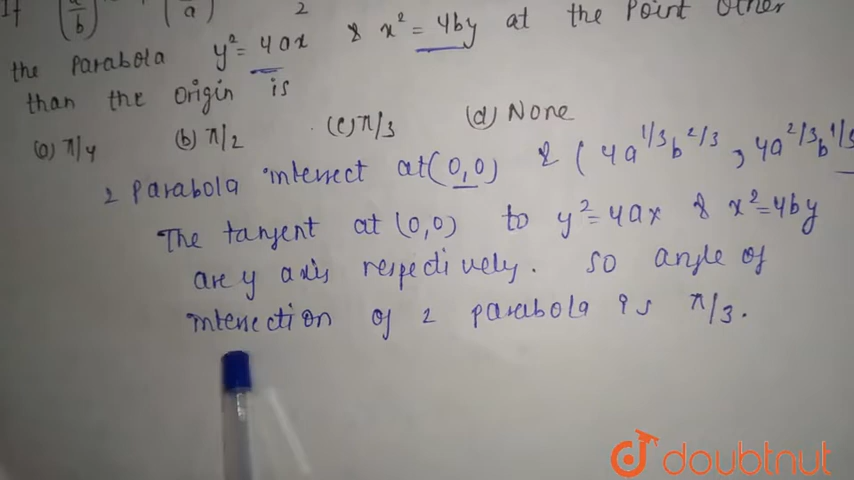 If (a/b) (/a) 2
the Parabola y² = 4ax & x² = 4by at the Point Other
than the Origin is
(a) π/4 (b) π/2 (c) π/3 (d) None
2 parabola intersect at (0,0) & (4a^1/3 b^2/3, 4a^2/3 b^1/3
The tangent at (0,0) to y²=4ax & x²=4by
are y axis respectively. so angle of
intersection of 2 parabola is π/3.
doubtnut